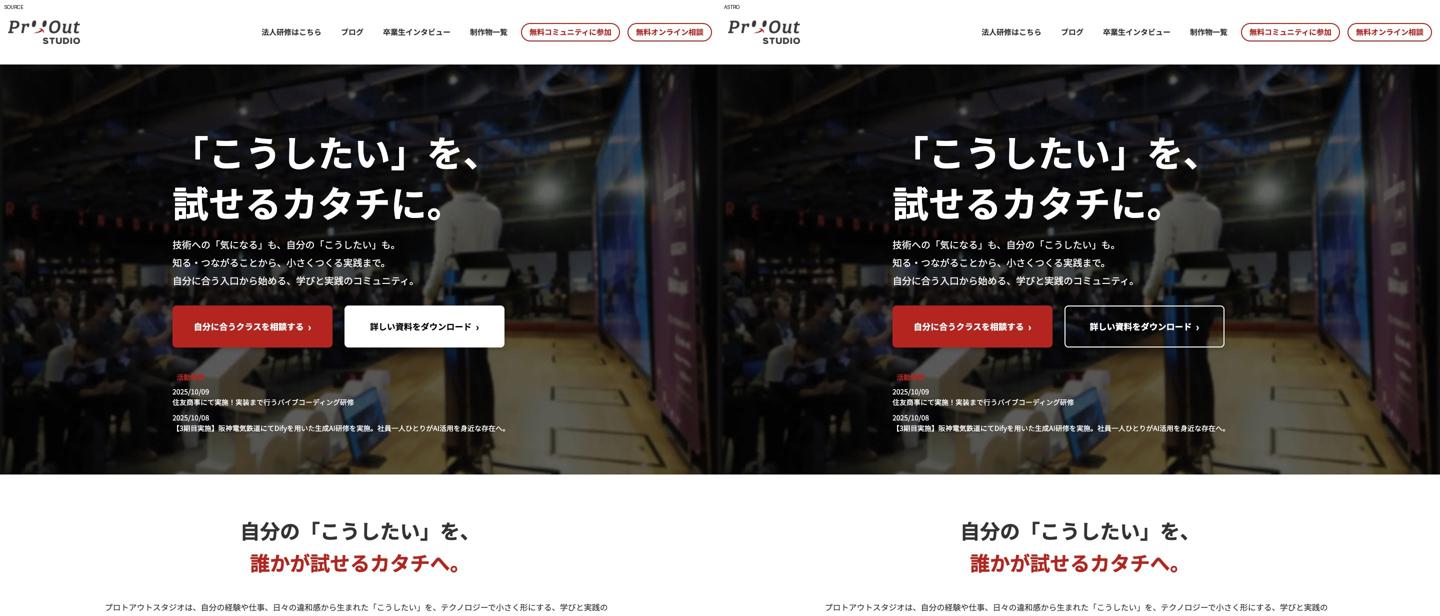 SOURCE
Pr Out
STUDIO
法人研修はこちら
ブログ
卒業生インタビュー
制作物一覧
無料コミュニティに参加
無料オンライン相談
「こうしたい」を、
試せるカタチに。
技術への「気になる」も、自分の「こうしたい」も。
知る・つながることから、小さくつくる実践まで。
自分に合う入口から始める、学びと実践のコミュニティ。
自分に合うクラスを相談する ›
詳しい資料をダウンロード ›
2025/10/09
住友商事にて実施！実装まで行うバイブコーディング研修
2025/10/08
【3期目実施】阪神電気鉄道にてDifyを用いた生成AI研修を実施。社員一人ひとりがAI活用を身近な存在へ。
自分の「こうしたい」を、
誰かが試せるカタチへ。
プロトアウトスタジオは、自分の経験や仕事、日々の違和感から生まれた「こうしたい」を、テクノロジーで小さく形にする、学びと実践の
ASTRO
Pr Out
STUDIO
法人研修はこちら
ブログ
卒業生インタビュー
制作物一覧
無料コミュニティに参加
無料オンライン相談
「こうしたい」を、
試せるカタチに。
技術への「気になる」も、自分の「こうしたい」も。
知る・つながることから、小さくつくる実践まで。
自分に合う入口から始める、学びと実践のコミュニティ。
自分に合うクラスを相談する ›
詳しい資料をダウンロード ›
2025/10/09
住友商事にて実施！実装まで行うバイブコーディング研修
2025/10/08
【3期目実施】阪神電気鉄道にてDifyを用いた生成AI研修を実施。社員一人ひとりがAI活用を身近な存在へ。
自分の「こうしたい」を、
誰かが試せるカタチへ。
プロトアウトスタジオは、自分の経験や仕事、日々の違和感から生まれた「こうしたい」を、テクノロジーで小さく形にする、学びと実践の